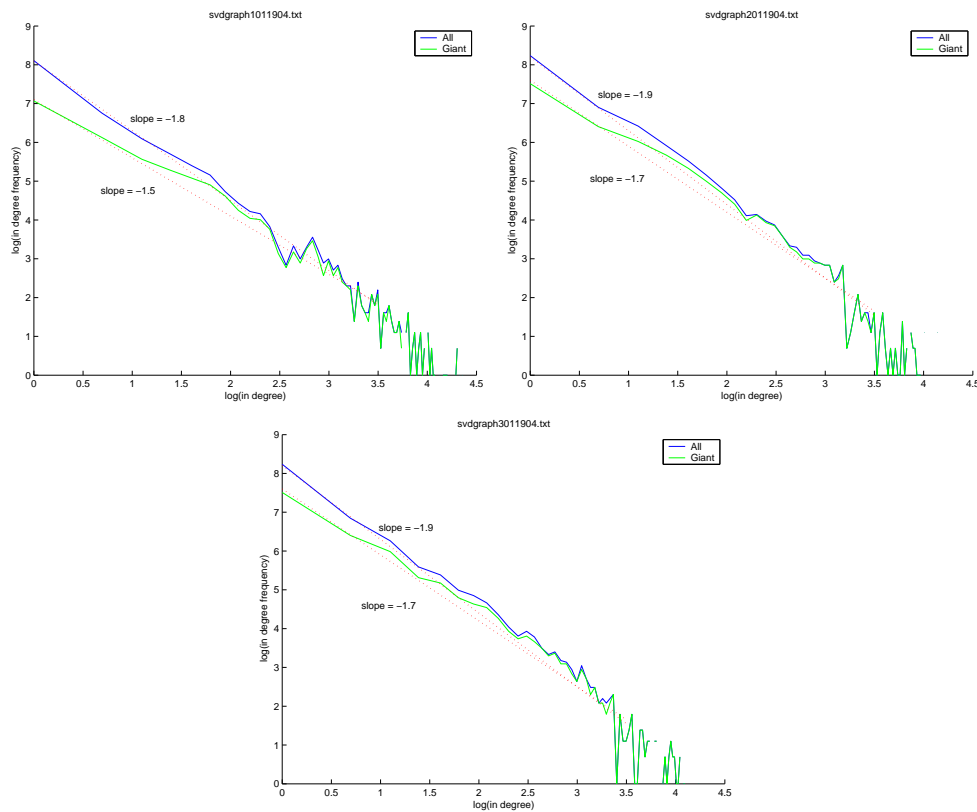 svdgraph1011904.txt
All
Giant
slope = −1.8
slope = −1.5
log(in degree frequency)
9
8
7
6
5
4
3
2
1
0
0 0.5 1 1.5 2 2.5 3 3.5 4 4.5
log(in degree)
svdgraph2011904.txt
All
Giant
slope = −1.9
slope = −1.7
log(in degree frequency)
9
8
7
6
5
4
3
2
1
0
0 0.5 1 1.5 2 2.5 3 3.5 4 4.5
log(in degree)
svdgraph3011904.txt
All
Giant
slope = −1.9
slope = −1.7
log(in degree frequency)
9
8
7
6
5
4
3
2
1
0
0 0.5 1 1.5 2 2.5 3 3.5 4 4.5
log(in degree)